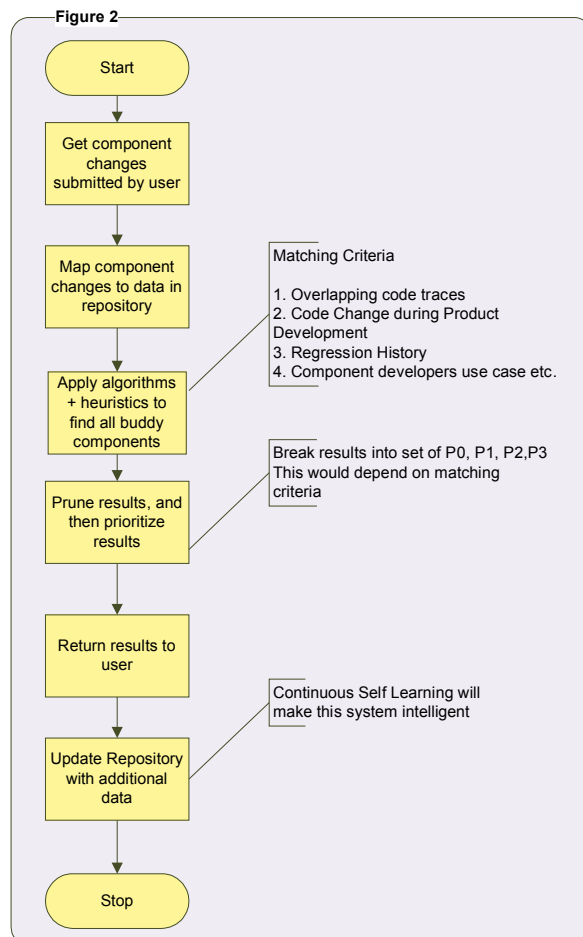 Figure 2
Start
Get component
changes
submitted by user
Map component
changes to data in
repository
Matching Criteria
1. Overlapping code traces
2. Code Change during Product
Development
3. Regression History
4. Component developers use case etc.
Apply algorithms
+ heuristics to
find all buddy
components
Break results into set of P0, P1, P2,P3
This would depend on matching
criteria
Prune results, and
then prioritize
results
Return results to
user
Continuous Self Learning will
make this system intelligent
Update Repository
with additional
data
Stop